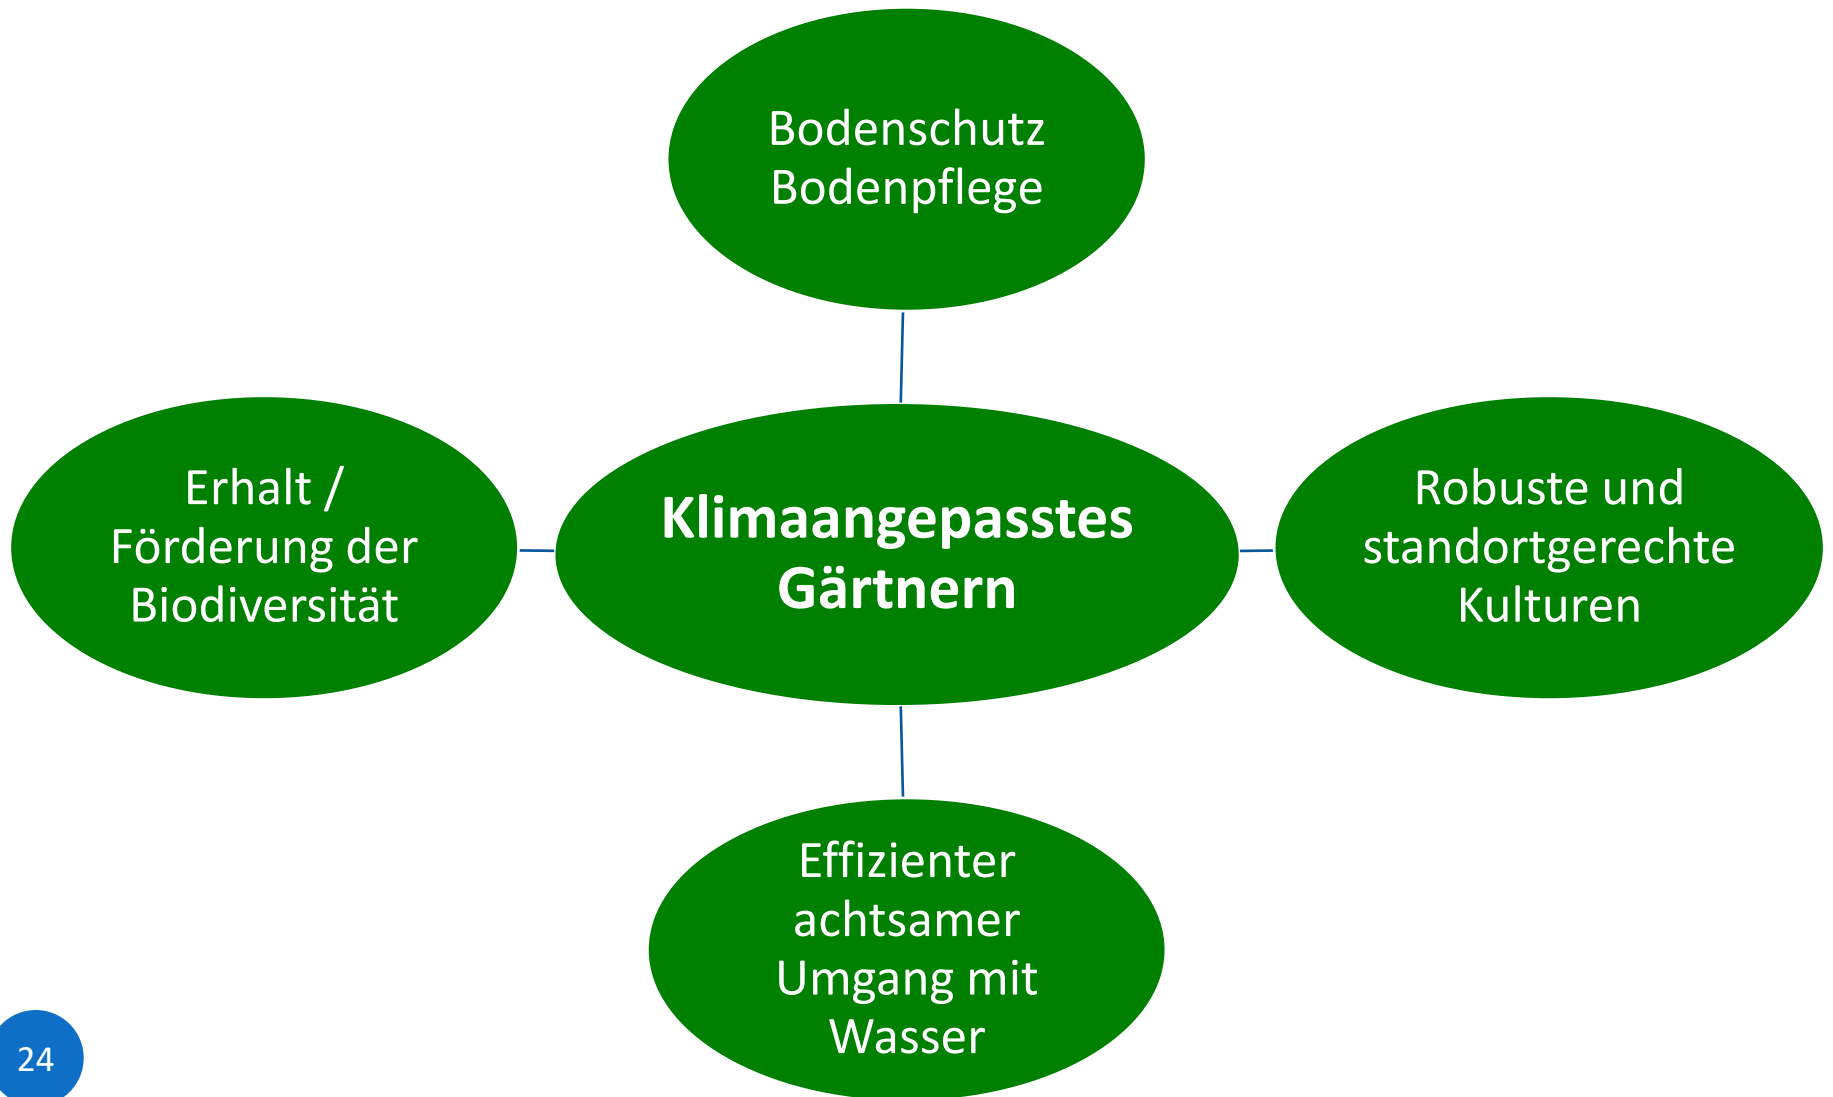 Bodenschutz
Bodenpflege
Erhalt /
Förderung der
Biodiversität
Klimaangepasstes
Gärtnern
Robuste und
standortgerechte
Kulturen
Effizienter
achtsamer
Umgang mit
Wasser
24